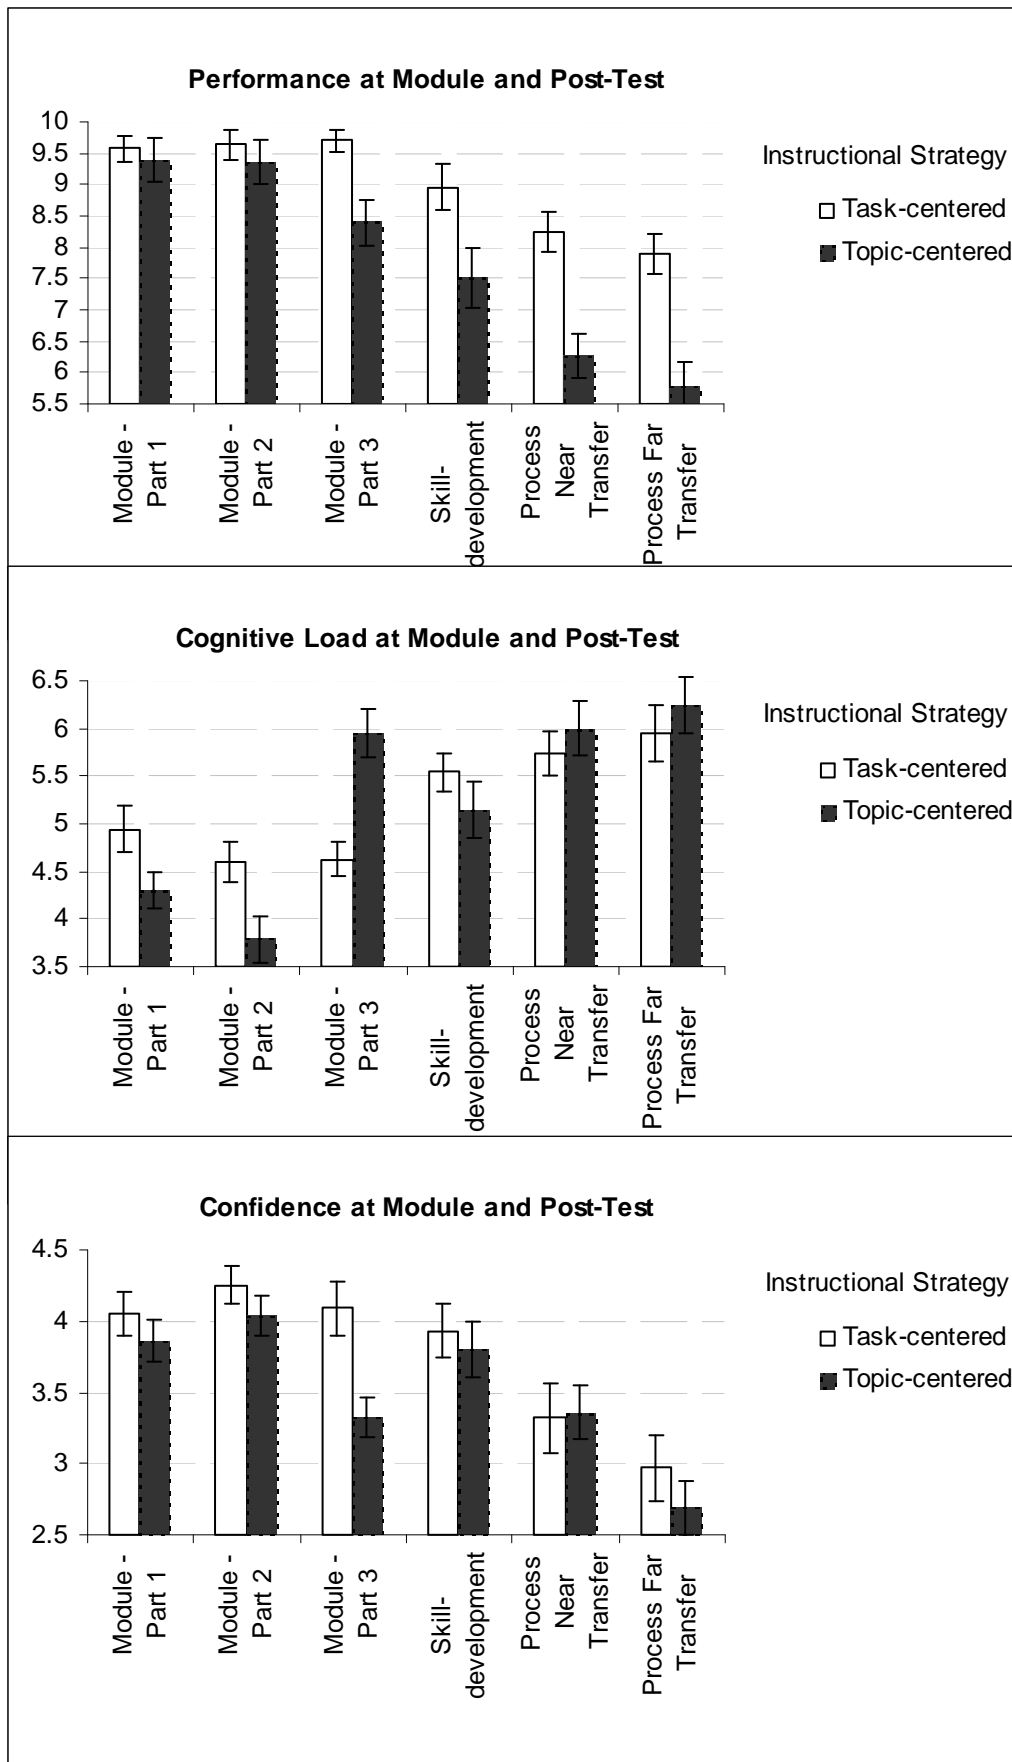 Performance at Module and Post-Test
10
9.5
9
8.5
8
7.5
7
6.5
6
5.5
Module -
Part 1
Module -
Part 2
Module -
Part 3
Skill-
development
Process
Near
Transfer
Process Far
Transfer
Instructional Strategy
Task-centered
Topic-centered
Cognitive Load at Module and Post-Test
6.5
6
5.5
5
4.5
4
3.5
Module -
Part 1
Module -
Part 2
Module -
Part 3
Skill-
development
Process
Near
Transfer
Process Far
Transfer
Instructional Strategy
Task-centered
Topic-centered
Confidence at Module and Post-Test
4.5
4
3.5
3
2.5
Module -
Part 1
Module -
Part 2
Module -
Part 3
Skill-
development
Process
Near
Transfer
Process Far
Transfer
Instructional Strategy
Task-centered
Topic-centered